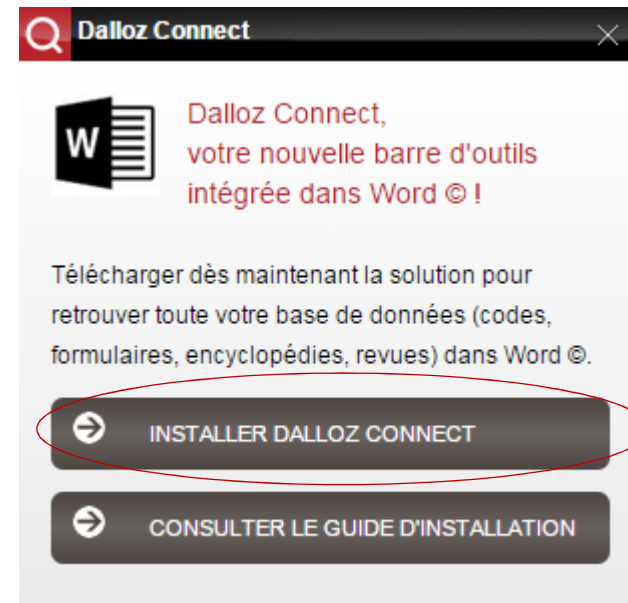 Dalloz Connect
W
Dalloz Connect,
votre nouvelle barre d'outils
intégrée dans Word © !
Télécharger dès maintenant la solution pour
retrouver toute votre base de données (codes,
formulaires, encyclopédies, revues) dans Word ©.
INSTALLER DALLOZ CONNECT
CONSULTER LE GUIDE D'INSTALLATION